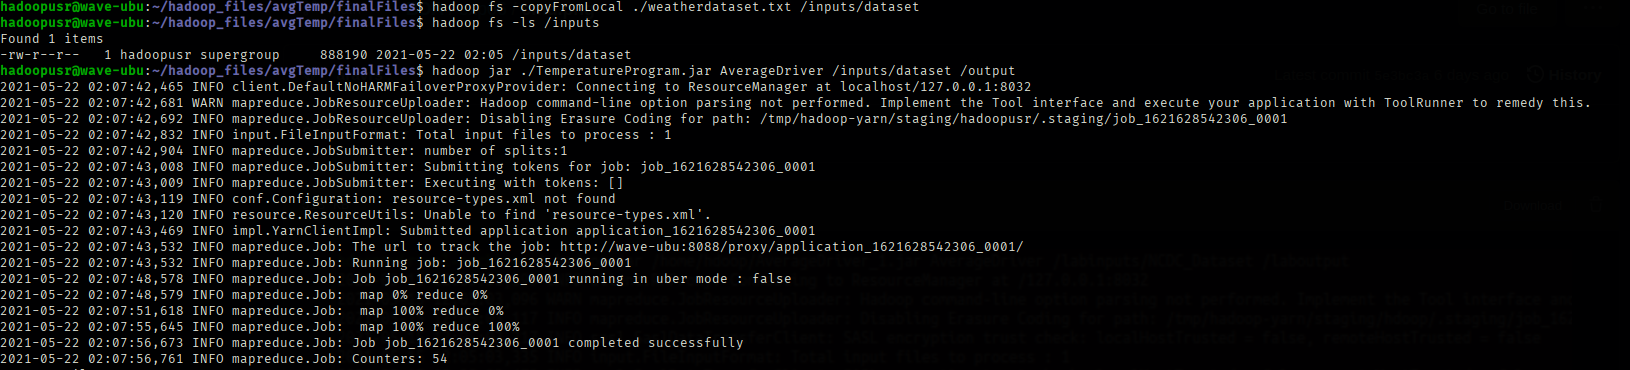 hadoopusr@wave-ubu:~/hadoop_files/avgTemp/finalFiles$ hadoop fs -copyFromLocal ./weatherdataset.txt /inputs/dataset
hadoopusr@wave-ubu:~/hadoop_files/avgTemp/finalFiles$ hadoop fs -ls /inputs
Found 1 items
-rw-r--r--   1 hadoopusr supergroup     888190 2021-05-22 02:05 /inputs/dataset
hadoopusr@wave-ubu:~/hadoop_files/avgTemp/finalFiles$ hadoop jar ./TemperatureProgram.jar AverageDriver /inputs/dataset /output
2021-05-22 02:07:42,465 INFO client.DefaultNoHARMFailoverProxyProvider: Connecting to ResourceManager at localhost/127.0.0.1:8032
2021-05-22 02:07:42,681 WARN mapreduce.JobResourceUploader: Hadoop command-line option parsing not performed. Implement the Tool interface and execute your application with ToolRunner to remedy this.
2021-05-22 02:07:42,692 INFO mapreduce.JobResourceUploader: Disabling Erasure Coding for path: /tmp/hadoop-yarn/staging/hadoopusr/.staging/job_1621628542306_0001
2021-05-22 02:07:42,832 INFO input.FileInputFormat: Total input files to process : 1
2021-05-22 02:07:42,904 INFO mapreduce.JobSubmitter: number of splits:1
2021-05-22 02:07:43,008 INFO mapreduce.JobSubmitter: Submitting tokens for job: job_1621628542306_0001
2021-05-22 02:07:43,009 INFO mapreduce.JobSubmitter: Executing with tokens: []
2021-05-22 02:07:43,119 INFO conf.Configuration: resource-types.xml not found
2021-05-22 02:07:43,120 INFO resource.ResourceUtils: Unable to find 'resource-types.xml'.
2021-05-22 02:07:43,469 INFO impl.YarnClientImpl: Submitted application application_1621628542306_0001
2021-05-22 02:07:43,532 INFO mapreduce.Job: The url to track the job: http://wave-ubu:8088/proxy/application_1621628542306_0001/
2021-05-22 02:07:43,532 INFO mapreduce.Job: Running job: job_1621628542306_0001
2021-05-22 02:07:48,578 INFO mapreduce.Job: Job job_1621628542306_0001 running in uber mode : false
2021-05-22 02:07:48,579 INFO mapreduce.Job:  map 0% reduce 0%
2021-05-22 02:07:51,618 INFO mapreduce.Job:  map 100% reduce 0%
2021-05-22 02:07:55,645 INFO mapreduce.Job:  map 100% reduce 100%
2021-05-22 02:07:56,673 INFO mapreduce.Job: Job job_1621628542306_0001 completed successfully
2021-05-22 02:07:56,761 INFO mapreduce.Job: Counters: 54